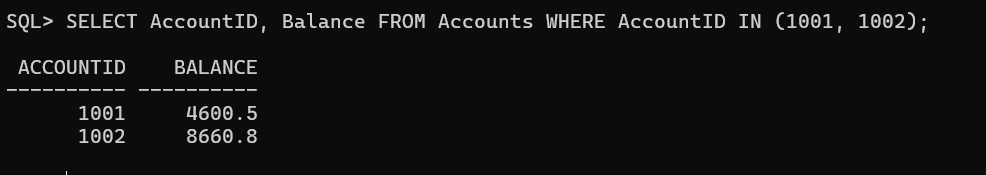 SQL> SELECT AccountID, Balance FROM Accounts WHERE AccountID IN (1001, 1002);
 ACCOUNTID    BALANCE
---------- ----------
      1001     4600.5
      1002     8660.8